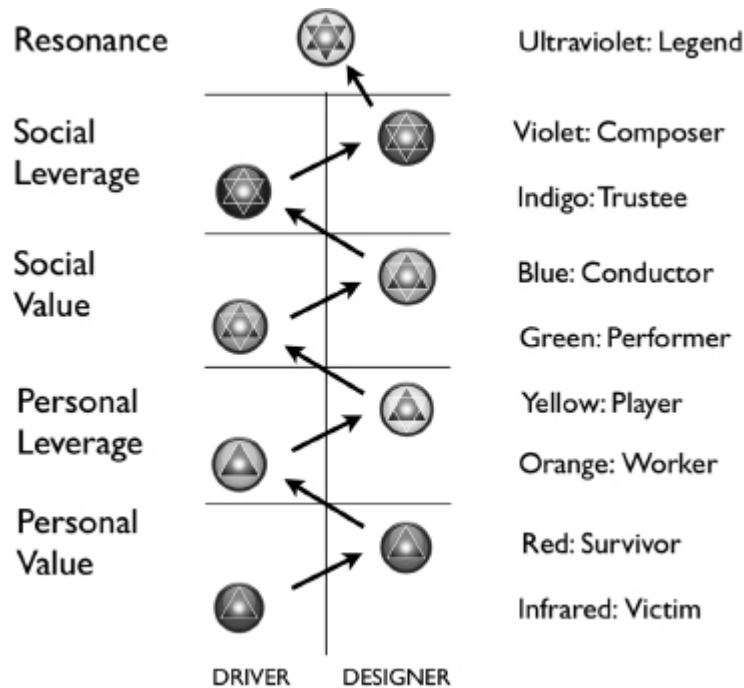 Resonance
Ultraviolet: Legend
Social
Leverage
Violet: Composer
Indigo: Trustee
Social
Value
Blue: Conductor
Green: Performer
Personal
Leverage
Yellow: Player
Orange: Worker
Personal
Value
Red: Survivor
Infrared: Victim
DRIVER
DESIGNER